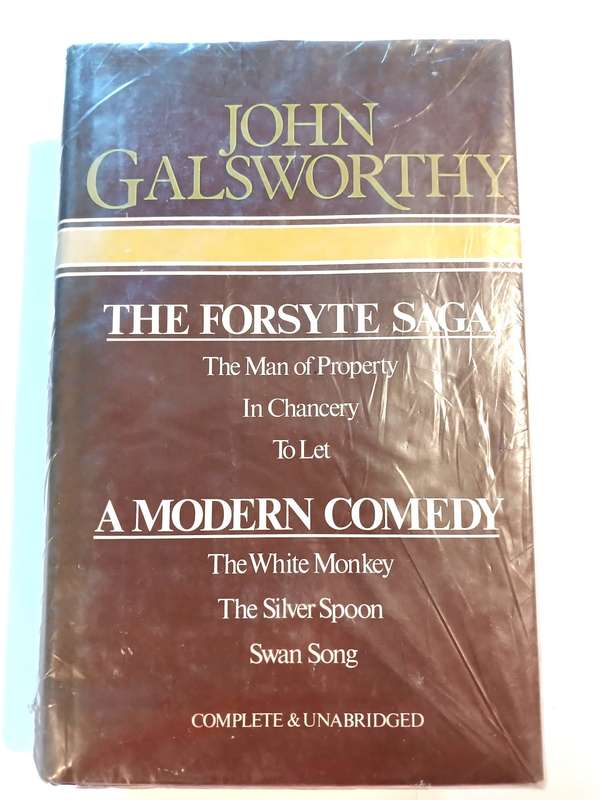 JOHN
GALSWORTHY
THE FORSYTE SAGA
The Man of Property
In Chancery
To Let
A MODERN COMEDY
The White Monkey
The Silver Spoon
Swan Song
COMPLETE & UNABRIDGED